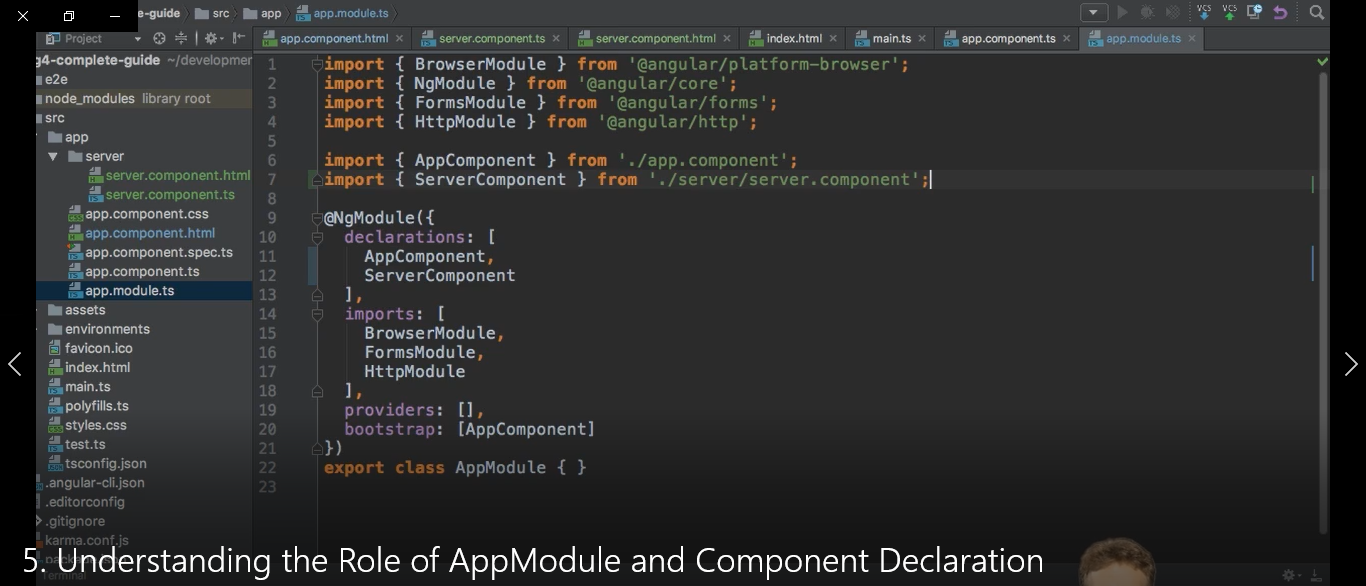 e-guide src app app.module.ts
Project
app.component.html server.component.ts server.component.html index.html main.ts app.component.ts app.module.ts
g4-complete-guide ~/developmen
e2e
node_modules library root
src
app
server
server.component.html
server.component.ts
app.component.css
app.component.html
app.component.spec.ts
app.component.ts
app.module.ts
assets
environments
favicon.ico
index.html
main.ts
polyfills.ts
styles.css
test.ts
tsconfig.json
.angular-cli.json
.editorconfig
.gitignore
karma.conf.js
Terminal
VCS VCS
1 import { BrowserModule } from '@angular/platform-browser';
2 import { NgModule } from '@angular/core';
3 import { FormsModule } from '@angular/forms';
4 import { HttpModule } from '@angular/http';
5
6 import { AppComponent } from './app.component';
7 import { ServerComponent } from './server/server.component';
8
9 @NgModule({
10 declarations: [
11 AppComponent,
12 ServerComponent
13 ],
14 imports: [
15 BrowserModule,
16 FormsModule,
17 HttpModule
18 ],
19 providers: [],
20 bootstrap: [AppComponent]
21 })
22 export class AppModule { }
23
5. Understanding the Role of AppModule and Component Declaration